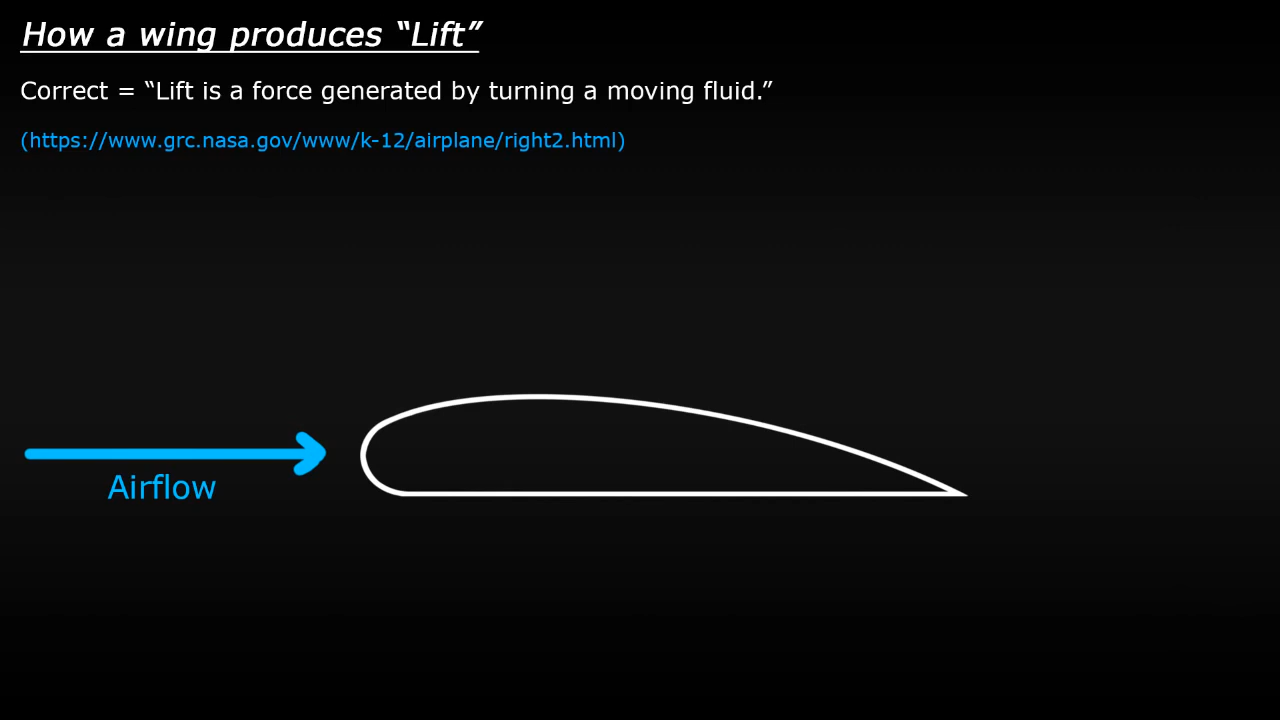 How a wing produces “Lift”
Correct = “Lift is a force generated by turning a moving fluid.”
(https://www.grc.nasa.gov/www/k-12/airplane/right2.html)
Airflow